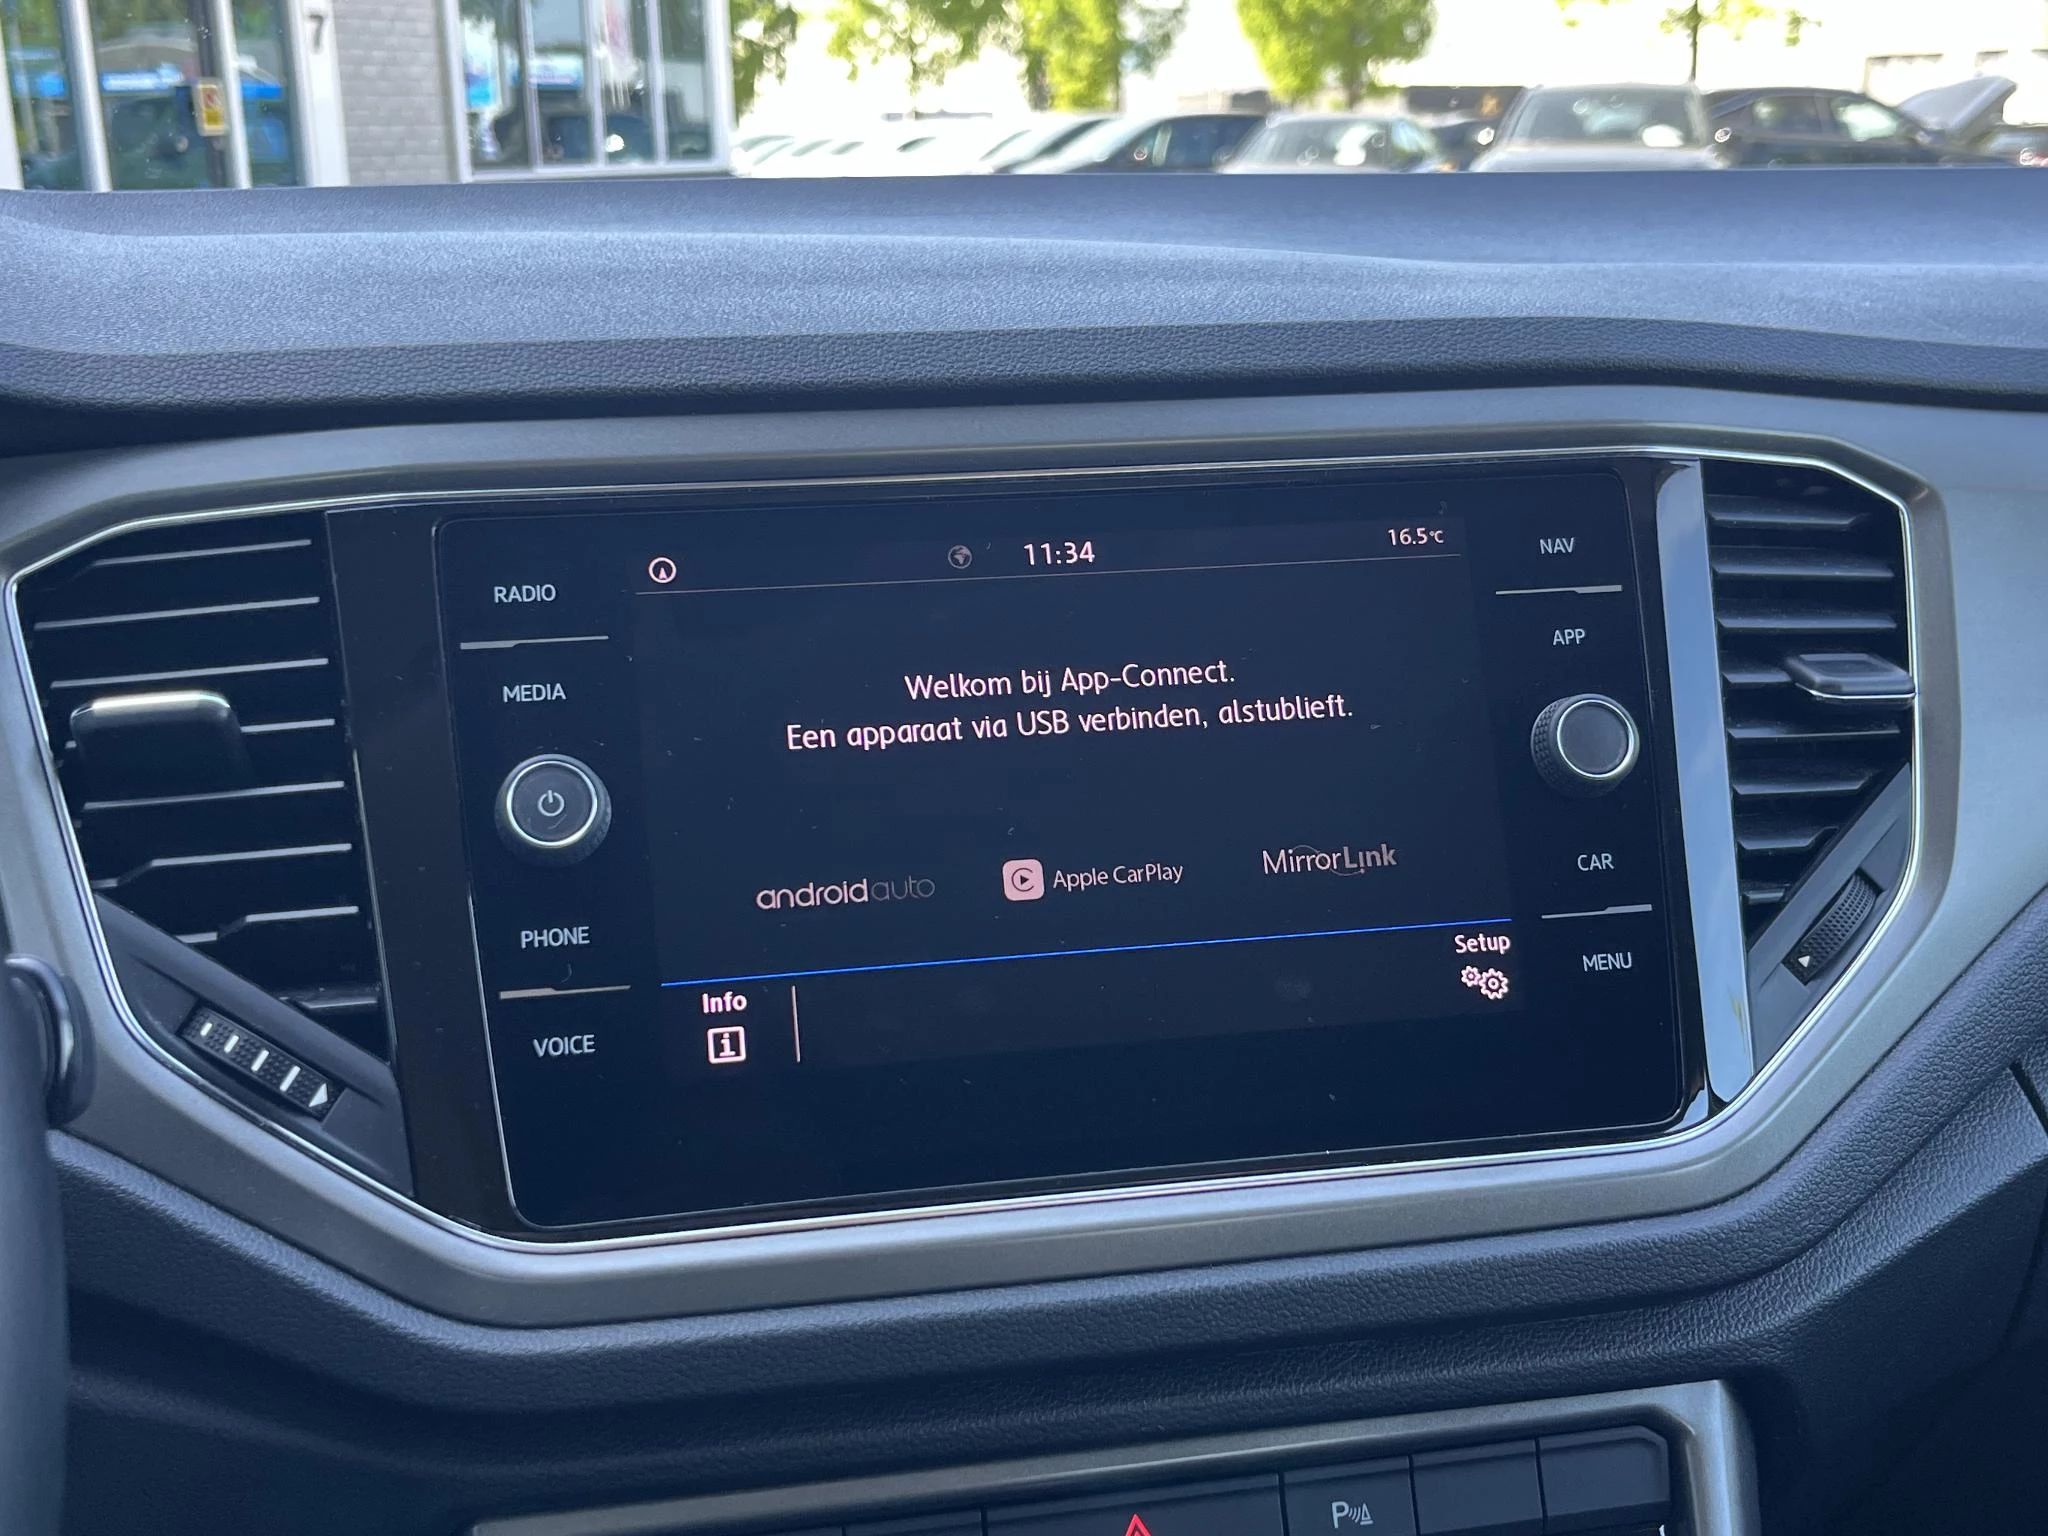 7
RADIO
MEDIA
PHONE
VOICE
11:34
16.5°C
Welkom bij App-Connect.
Een apparaat via USB verbinden, alstublieft.
androidauto
Apple CarPlay
MirrorLink
Info
i
Setup
NAV
APP
CAR
MENU
P